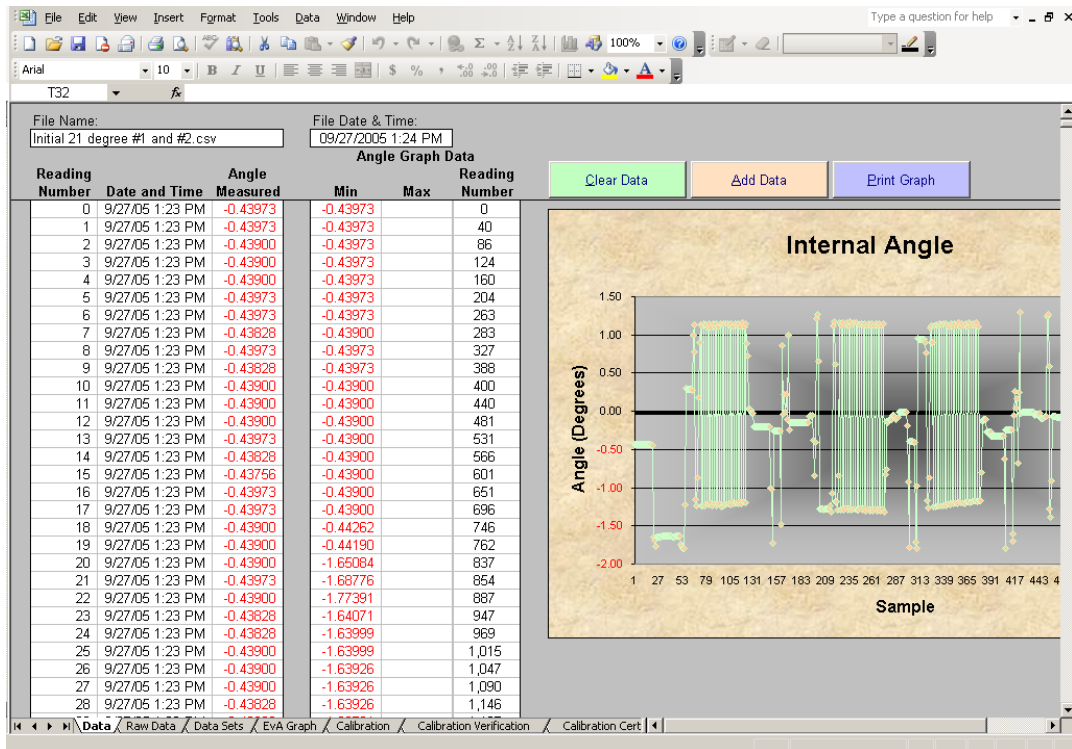 File Edit View Insert Format Tools Data Window Help Type a question for help
100%
Arial 10 B I U $ % ,
T32 fx
File Name: File Date & Time:
Initial 21 degree #1 and #2.csv 09/27/2005 1:24 PM
Angle Graph Data
Reading Angle Reading
Number Date and Time Measured Min Max Number
Clear Data Add Data Print Graph
0 9/27/05 1:23 PM -0.43973 -0.43973 0
1 9/27/05 1:23 PM -0.43973 -0.43973 40
2 9/27/05 1:23 PM -0.43900 -0.43973 86
3 9/27/05 1:23 PM -0.43900 -0.43973 124
4 9/27/05 1:23 PM -0.43900 -0.43973 160
5 9/27/05 1:23 PM -0.43973 -0.43973 204
6 9/27/05 1:23 PM -0.43973 -0.43973 263
7 9/27/05 1:23 PM -0.43828 -0.43900 283
8 9/27/05 1:23 PM -0.43973 -0.43973 327
9 9/27/05 1:23 PM -0.43828 -0.43973 388
10 9/27/05 1:23 PM -0.43900 -0.43900 400
11 9/27/05 1:23 PM -0.43900 -0.43900 440
12 9/27/05 1:23 PM -0.43900 -0.43900 481
13 9/27/05 1:23 PM -0.43973 -0.43900 531
14 9/27/05 1:23 PM -0.43828 -0.43900 566
15 9/27/05 1:23 PM -0.43756 -0.43900 601
16 9/27/05 1:23 PM -0.43973 -0.43900 651
17 9/27/05 1:23 PM -0.43973 -0.43900 696
18 9/27/05 1:23 PM -0.43900 -0.44262 746
19 9/27/05 1:23 PM -0.43900 -0.44190 762
20 9/27/05 1:23 PM -0.43900 -1.65084 837
21 9/27/05 1:23 PM -0.43973 -1.68776 854
22 9/27/05 1:23 PM -0.43900 -1.77391 887
23 9/27/05 1:23 PM -0.43828 -1.64071 947
24 9/27/05 1:23 PM -0.43828 -1.63999 969
25 9/27/05 1:23 PM -0.43900 -1.63999 1,015
26 9/27/05 1:23 PM -0.43900 -1.63926 1,047
27 9/27/05 1:23 PM -0.43900 -1.63926 1,090
28 9/27/05 1:23 PM -0.43828 -1.63926 1,146
Internal Angle
Angle (Degrees)
1.50
1.00
0.50
0.00
-0.50
-1.00
-1.50
-2.00
1 27 53 79 105 131 157 183 209 235 261 287 313 339 365 391 417 443 4
Sample
Data Raw Data Data Sets EvA Graph Calibration Calibration Verification Calibration Cert